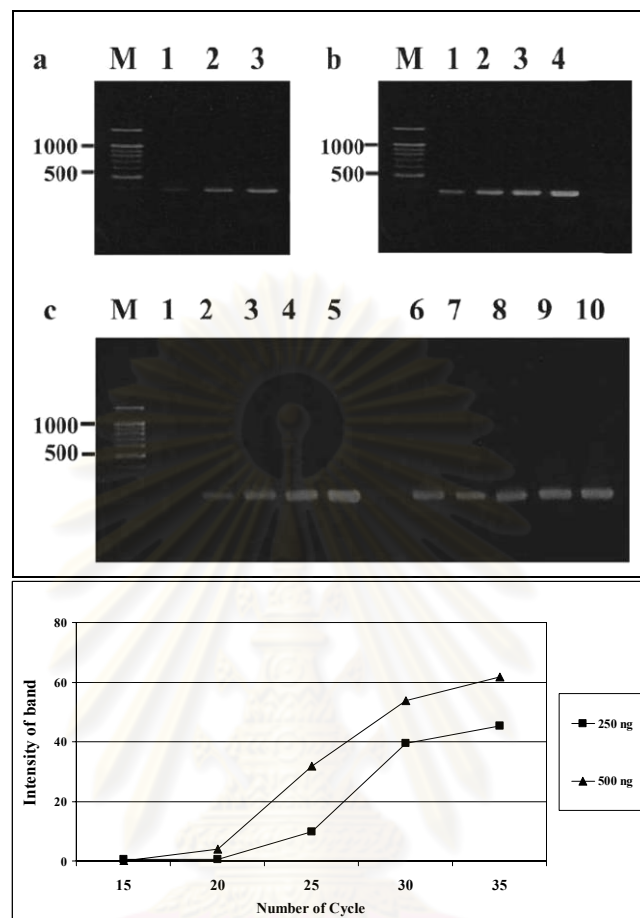 a M 1 2 3 b M 1 2 3 4
1000
500
1000
500
c M 1 2 3 4 5 6 7 8 9 10
1000
500
80
60
40
20
0
Intensity of band
15 20 25 30 35
Number of Cycle
250 ng
500 ng